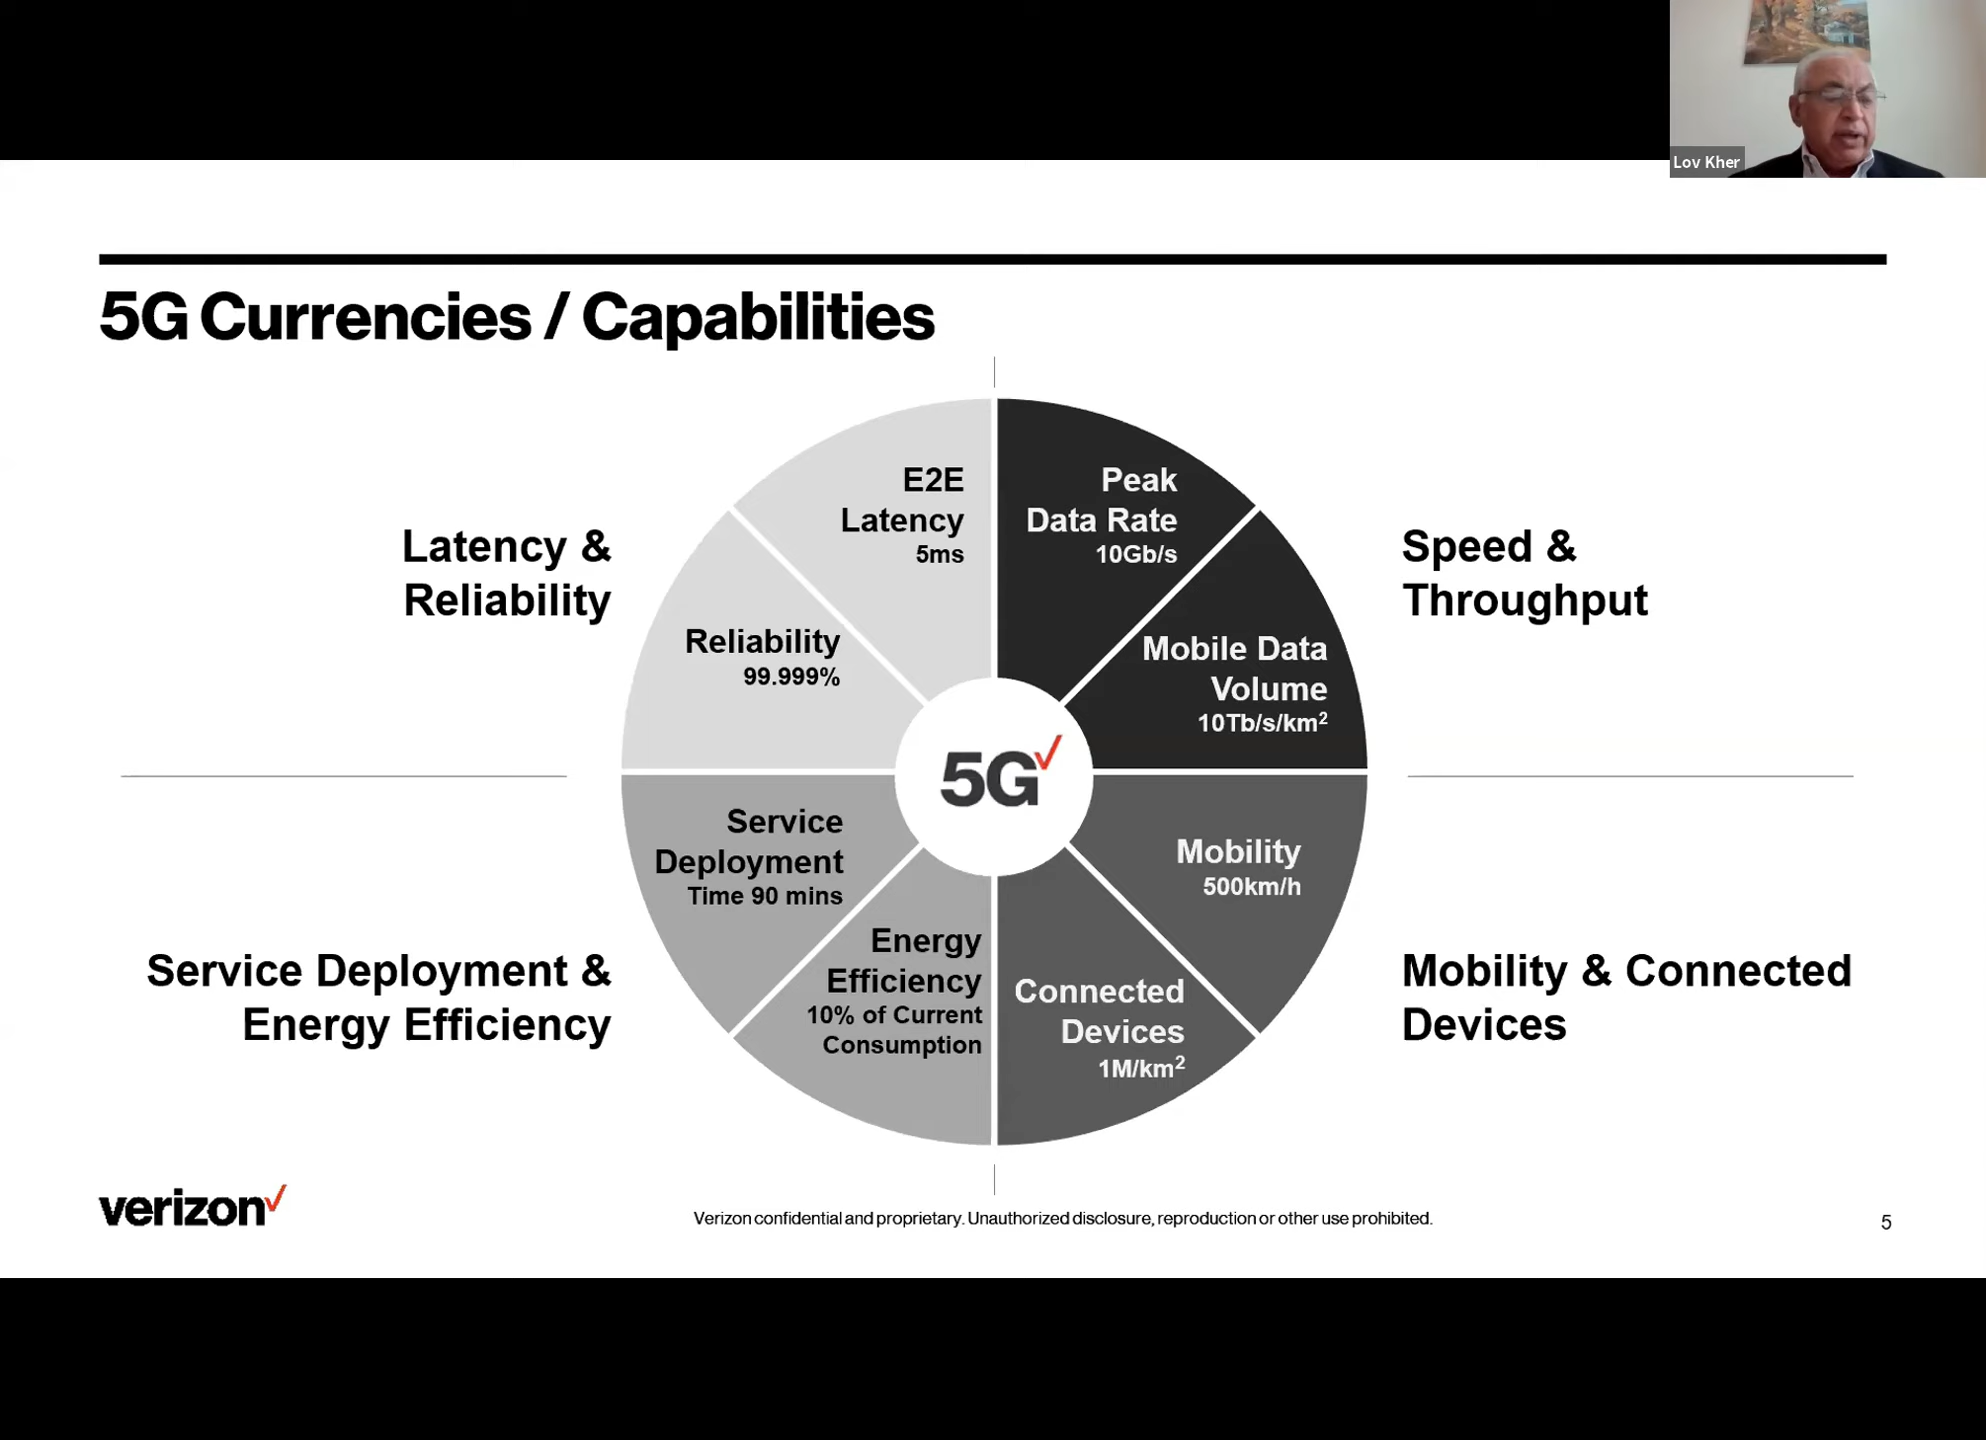 Lov Kher
5G Currencies / Capabilities
Latency &
Reliability
E2E
Latency
5ms
Reliability
99.999%
Peak
Data Rate
10Gb/s
Mobile Data
Volume
10Tb/s/km²
Speed &
Throughput
5G
Service
Deployment
Time 90 mins
Energy
Efficiency
10% of Current
Consumption
Service Deployment &
Energy Efficiency
Mobility
500km/h
Connected
Devices
1M/km²
Mobility & Connected
Devices
verizon
Verizon confidential and proprietary. Unauthorized disclosure, reproduction or other use prohibited.
5